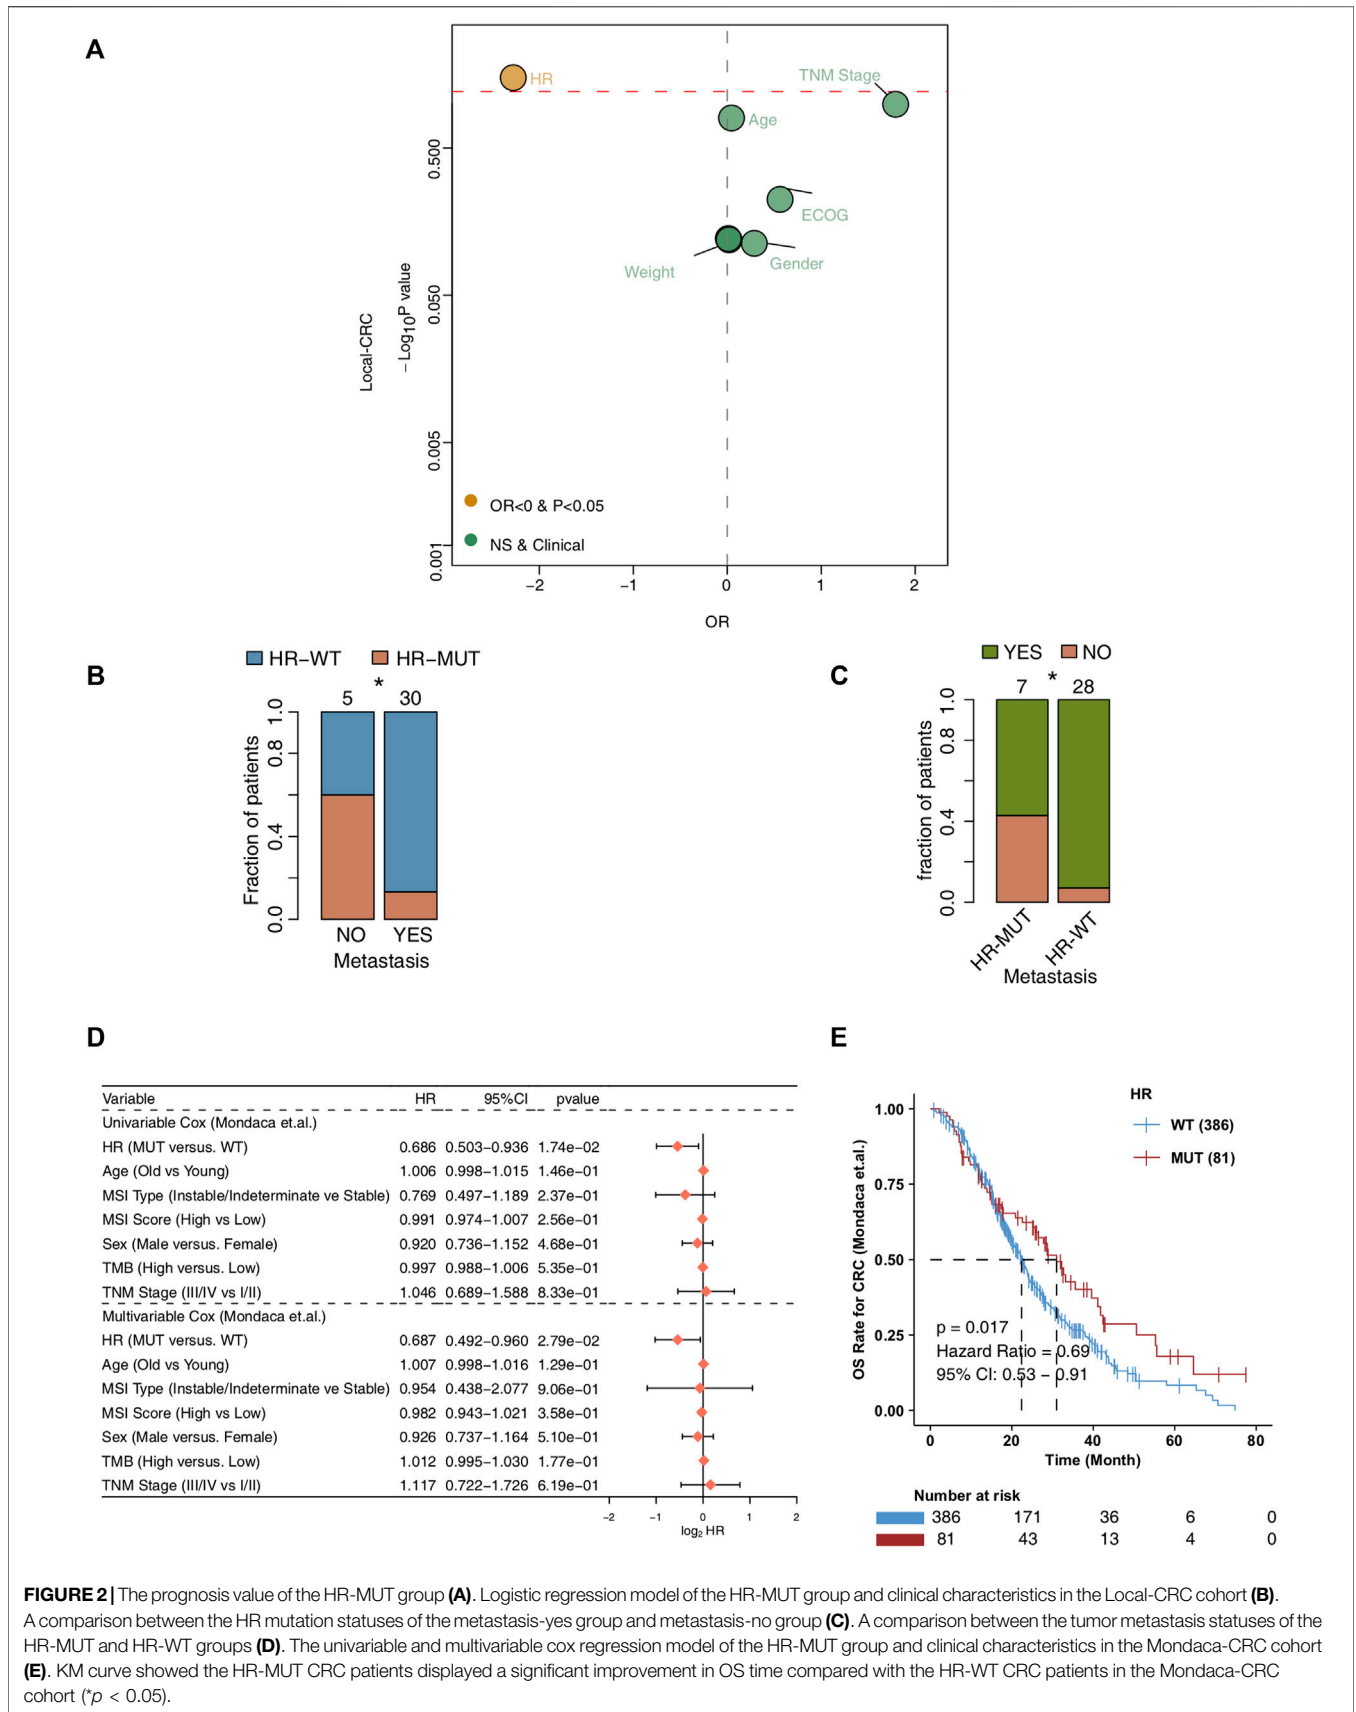 A
HR
TNM Stage
Age
ECOG
Weight
Gender
0.500
0.050
0.005
0.001
Local-CRC
−Log10P value
OR<0 & P<0.05
NS & Clinical
−2 −1 0 1 2
OR
B
HR−WT HR−MUT
*
5 30
1.0
0.8
0.4
0.0
Fraction of patients
NO YES
Metastasis
C
YES NO
*
7 28
1.0
0.8
0.4
0.0
fraction of patients
HR-MUT HR-WT
Metastasis
D
Variable HR 95%CI pvalue
Univariable Cox (Mondaca et.al.)
HR (MUT versus. WT) 0.686 0.503−0.936 1.74e−02
Age (Old vs Young) 1.006 0.998−1.015 1.46e−01
MSI Type (Instable/Indeterminate ve Stable) 0.769 0.497−1.189 2.37e−01
MSI Score (High vs Low) 0.991 0.974−1.007 2.56e−01
Sex (Male versus. Female) 0.920 0.736−1.152 4.68e−01
TMB (High versus. Low) 0.997 0.988−1.006 5.35e−01
TNM Stage (III/IV vs I/II) 1.046 0.689−1.588 8.33e−01
Multivariable Cox (Mondaca et.al.)
HR (MUT versus. WT) 0.687 0.492−0.960 2.79e−02
Age (Old vs Young) 1.007 0.998−1.016 1.29e−01
MSI Type (Instable/Indeterminate ve Stable) 0.954 0.438−2.077 9.06e−01
MSI Score (High vs Low) 0.982 0.943−1.021 3.58e−01
Sex (Male versus. Female) 0.926 0.737−1.164 5.10e−01
TMB (High versus. Low) 1.012 0.995−1.030 1.77e−01
TNM Stage (III/IV vs I/II) 1.117 0.722−1.726 6.19e−01
−2 −1 0 1 2
log2 HR
E
HR
WT (386)
MUT (81)
1.00
0.75
0.50
0.25
0.00
OS Rate for CRC (Mondaca et.al.)
p = 0.017
Hazard Ratio = 0.69
95% CI: 0.53 − 0.91
0 20 40 60 80
Time (Month)
Number at risk
386 171 36 6 0
81 43 13 4 0
FIGURE 2 | The prognosis value of the HR-MUT group (A). Logistic regression model of the HR-MUT group and clinical characteristics in the Local-CRC cohort (B).
A comparison between the HR mutation statuses of the metastasis-yes group and metastasis-no group (C). A comparison between the tumor metastasis statuses of the
HR-MUT and HR-WT groups (D). The univariable and multivariable cox regression model of the HR-MUT group and clinical characteristics in the Mondaca-CRC cohort
(E). KM curve showed the HR-MUT CRC patients displayed a significant improvement in OS time compared with the HR-WT CRC patients in the Mondaca-CRC
cohort (*p < 0.05).